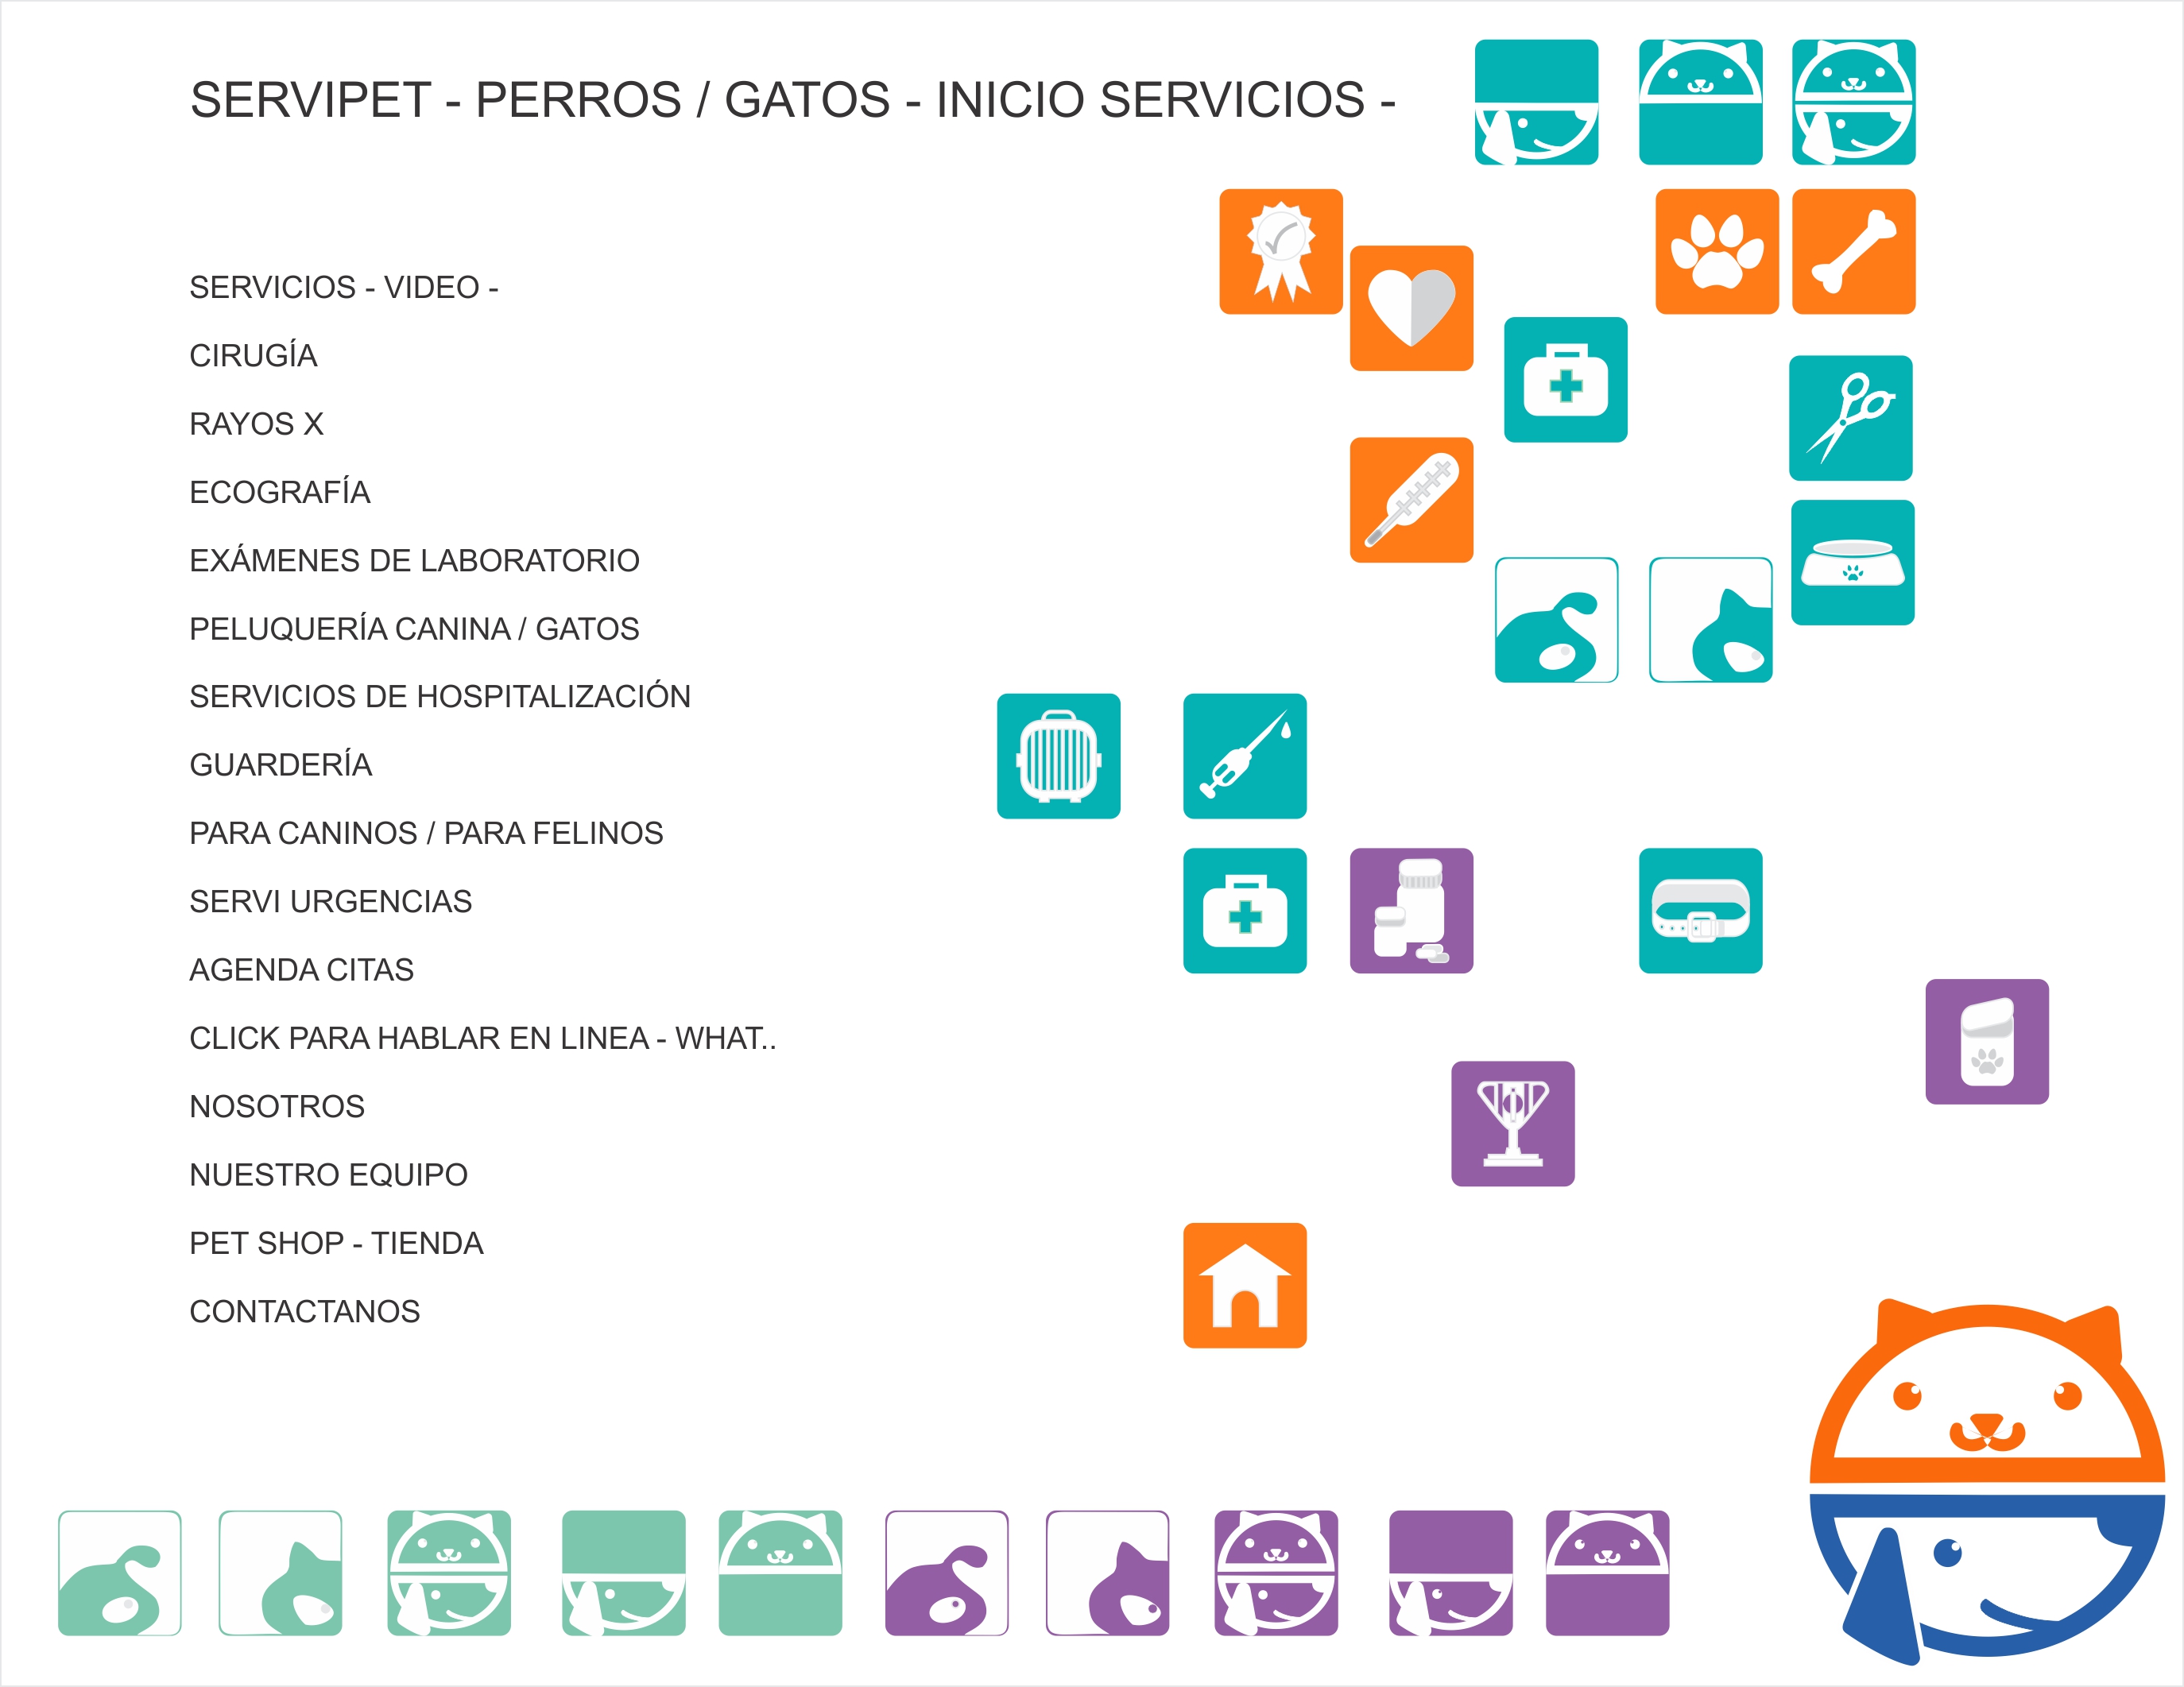 SERVIPET - PERROS / GATOS - INICIO SERVICIOS -
SERVICIOS - VIDEO -
CIRUGÍA
RAYOS X
ECOGRAFÍA
EXÁMENES DE LABORATORIO
PELUQUERÍA CANINA / GATOS
SERVICIOS DE HOSPITALIZACIÓN
GUARDERÍA
PARA CANINOS / PARA FELINOS
SERVI URGENCIAS
AGENDA CITAS
CLICK PARA HABLAR EN LINEA - WHAT..
NOSOTROS
NUESTRO EQUIPO
PET SHOP - TIENDA
CONTACTANOS